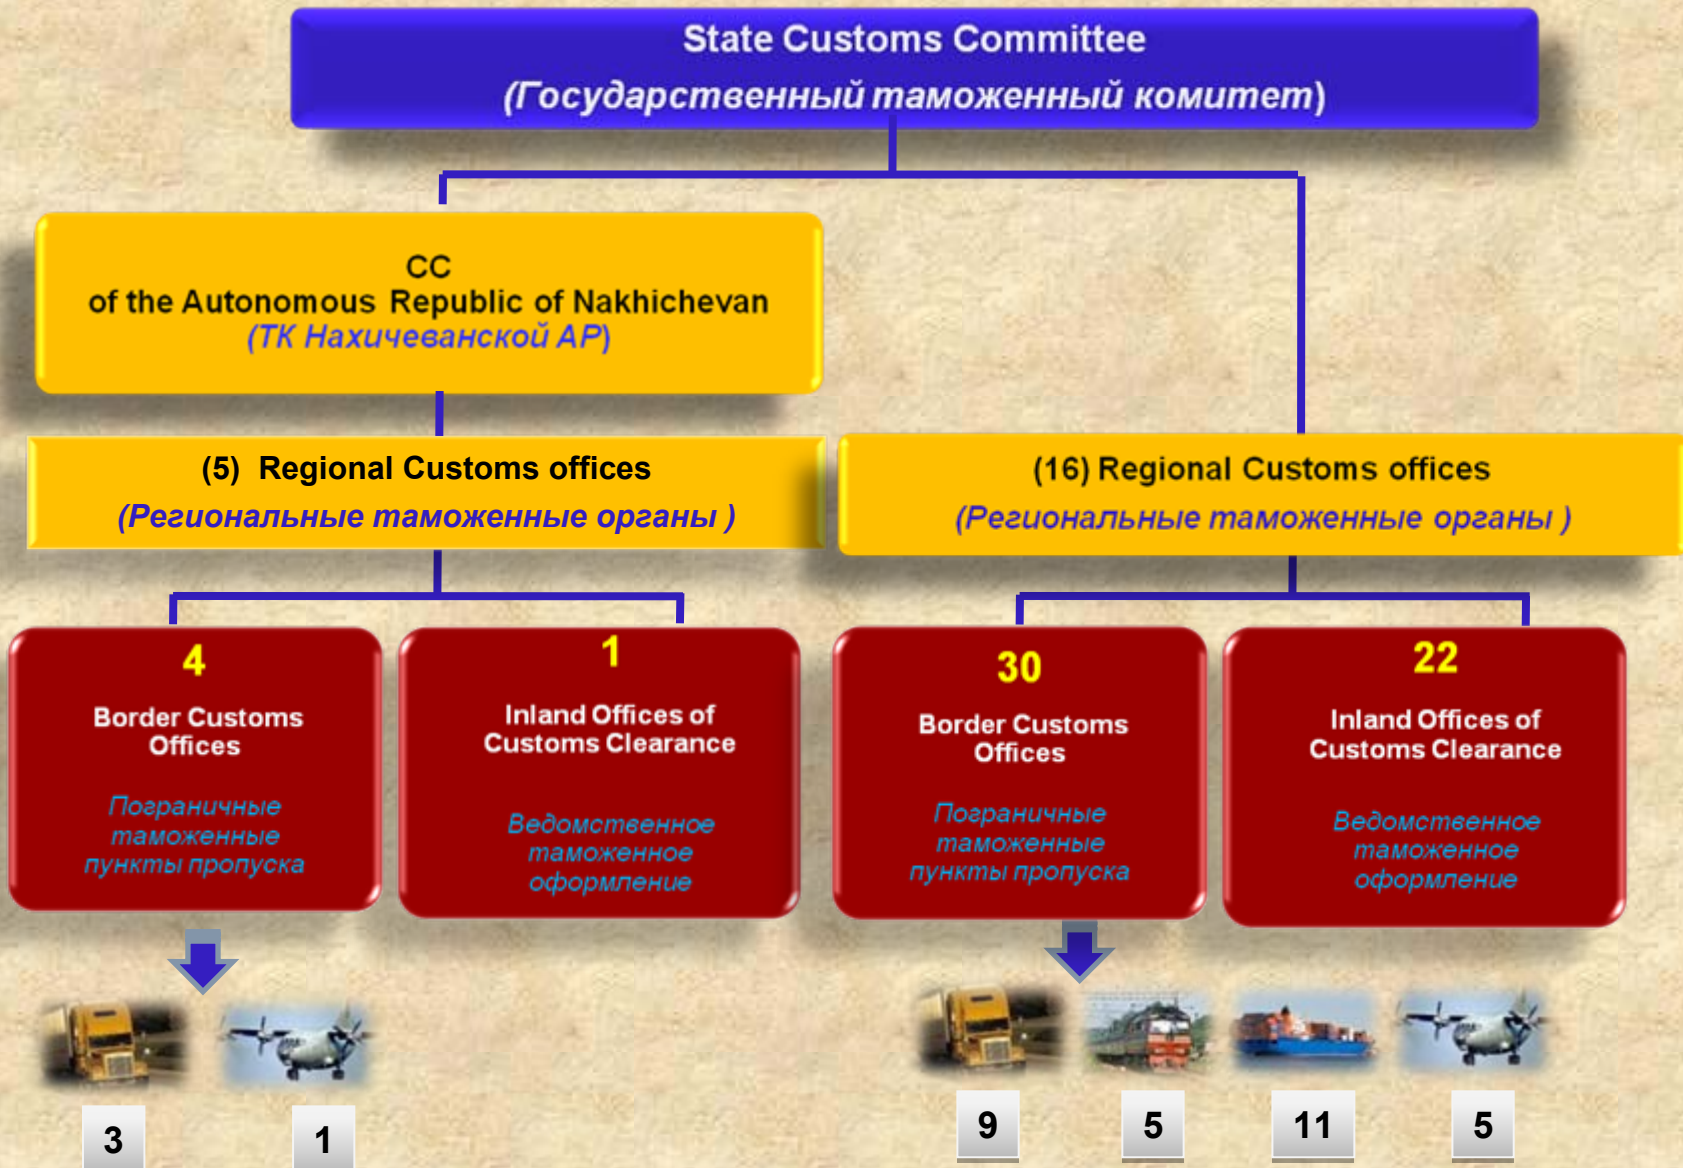 State Customs Committee
(Государственный таможенный комитет)
CC
of the Autonomous Republic of Nakhichevan
(ТК Нахичеванской АР)
(5) Regional Customs offices
(Региональные таможенные органы )
(16) Regional Customs offices
(Региональные таможенные органы )
4
Border Customs
Offices
Пограничные
таможенные
пункты пропуска
1
Inland Offices of
Customs Clearance
Ведомственное
таможенное
оформление
30
Border Customs
Offices
Пограничные
таможенные
пункты пропуска
22
Inland Offices of
Customs Clearance
Ведомственное
таможенное
оформление
3
1
9
5
11
5